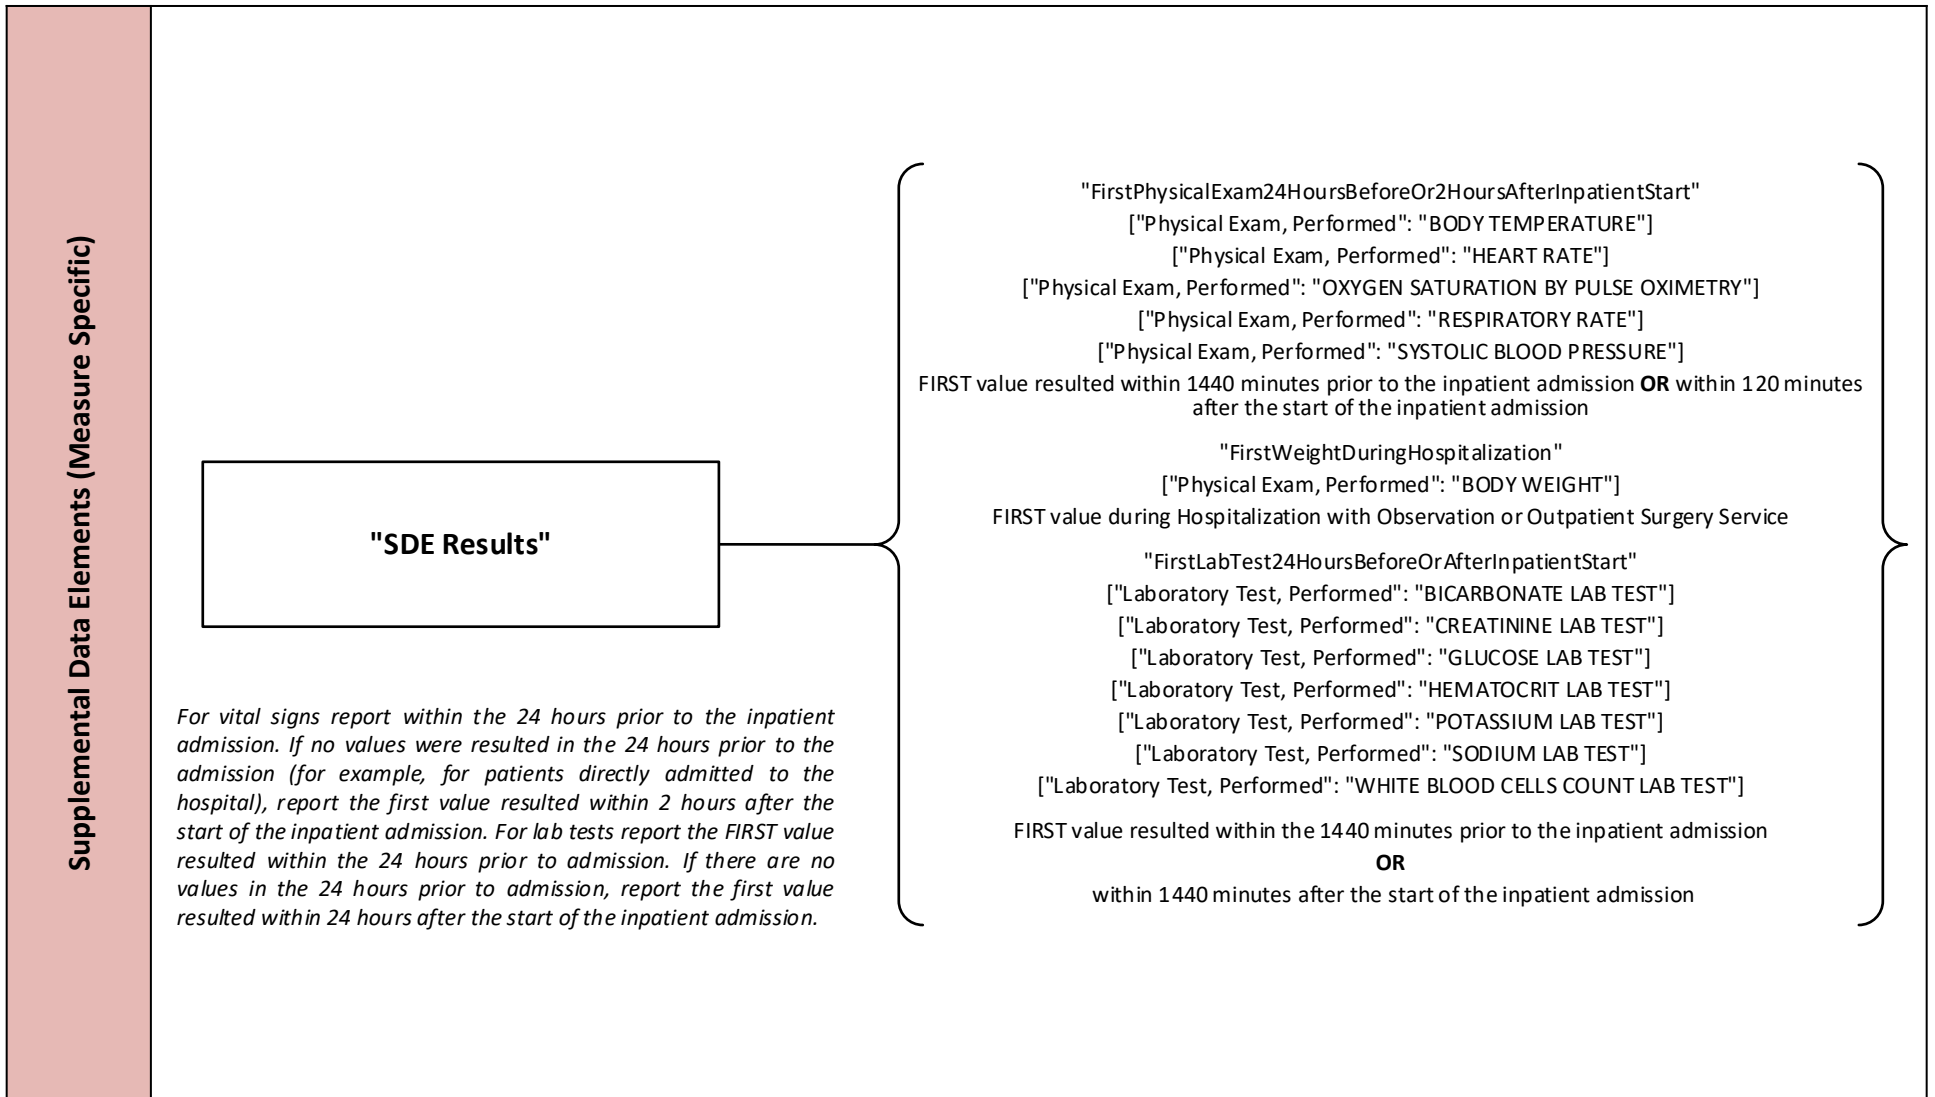 Supplemental Data Elements (Measure Specific)
"SDE Results"
For vital signs report within the 24 hours prior to the inpatient
admission. If no values were resulted in the 24 hours prior to the
admission (for example, for patients directly admitted to the
hospital), report the first value resulted within 2 hours after the
start of the inpatient admission. For lab tests report the FIRST value
resulted within the 24 hours prior to admission. If there are no
values in the 24 hours prior to admission, report the first value
resulted within 24 hours after the start of the inpatient admission.
"FirstPhysicalExam24HoursBeforeOr2HoursAfterInpatientStart"
["Physical Exam, Performed": "BODY TEMPERATURE"]
["Physical Exam, Performed": "HEART RATE"]
["Physical Exam, Performed": "OXYGEN SATURATION BY PULSE OXIMETRY"]
["Physical Exam, Performed": "RESPIRATORY RATE"]
["Physical Exam, Performed": "SYSTOLIC BLOOD PRESSURE"]
FIRST value resulted within 1440 minutes prior to the inpatient admission OR within 120 minutes
after the start of the inpatient admission
"FirstWeightDuringHospitalization"
["Physical Exam, Performed": "BODY WEIGHT"]
FIRST value during Hospitalization with Observation or Outpatient Surgery Service
"FirstLabTest24HoursBeforeOrAfterInpatientStart"
["Laboratory Test, Performed": "BICARBONATE LAB TEST"]
["Laboratory Test, Performed": "CREATININE LAB TEST"]
["Laboratory Test, Performed": "GLUCOSE LAB TEST"]
["Laboratory Test, Performed": "HEMATOCRIT LAB TEST"]
["Laboratory Test, Performed": "POTASSIUM LAB TEST"]
["Laboratory Test, Performed": "SODIUM LAB TEST"]
["Laboratory Test, Performed": "WHITE BLOOD CELLS COUNT LAB TEST"]
FIRST value resulted within the 1440 minutes prior to the inpatient admission
OR
within 1440 minutes after the start of the inpatient admission